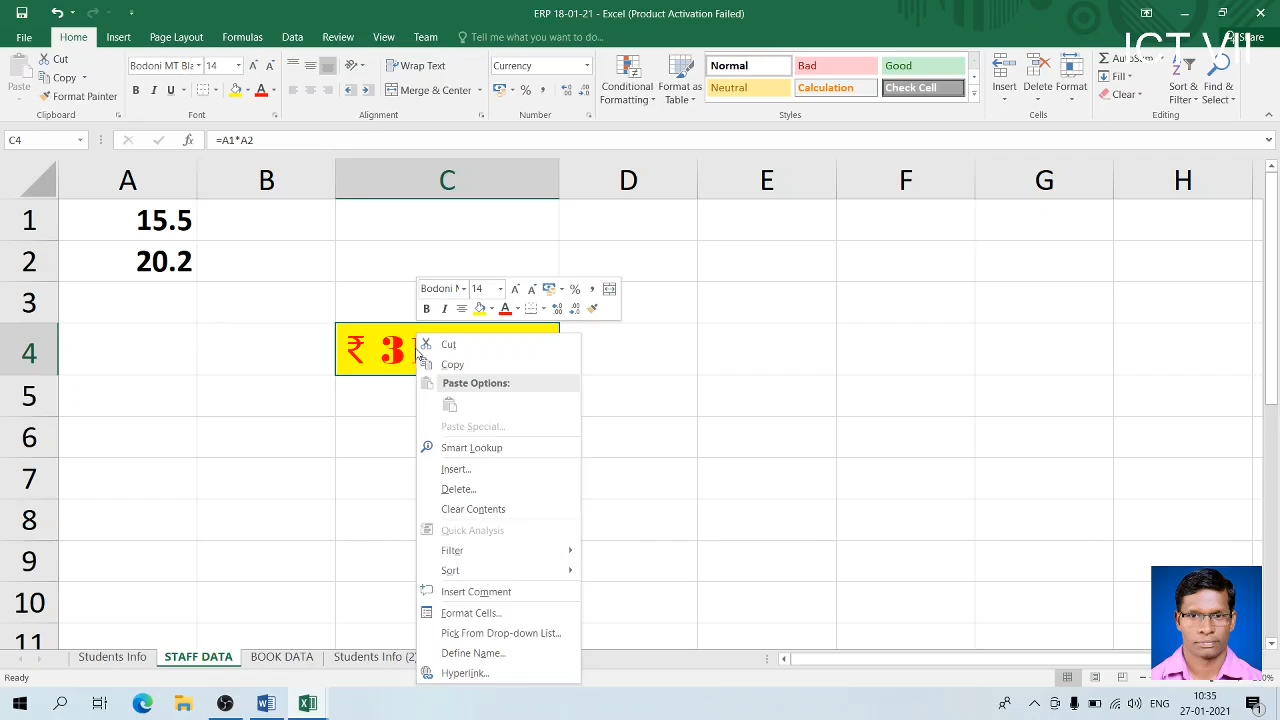 ERP 18-01-21 - Excel (Product Activation Failed)
File Home Insert Page Layout Formulas Data Review View Team Tell me what you want to do... Share
ICT VII
Paste
Cut
Copy
Format Painter
Clipboard
Bodoni MT Bla 14
B I U
Font
Wrap Text
Merge & Center
Alignment
Currency
%
Number
Conditional Formatting
Format as Table
Normal Bad Good
Neutral Calculation Check Cell
Styles
Insert Delete Format
Cells
Fill
Clear
Sort & Filter
Find & Select
Editing
C4 fx =A1*A2
A B C D E F G H
1 15.5
2 20.2
3
4 ₹ 3
5
6
7
8
9
10
11
Bodoni M 14 A A %
B I A
Cut
Copy
Paste Options:
Paste Special...
Smart Lookup
Insert...
Delete...
Clear Contents
Quick Analysis
Filter
Sort
Insert Comment
Format Cells...
Pick From Drop-down List...
Define Name...
Hyperlink...
Students Info STAFF DATA BOOK DATA Students Info (2)
Ready
ENG
10:35
27-01-2021